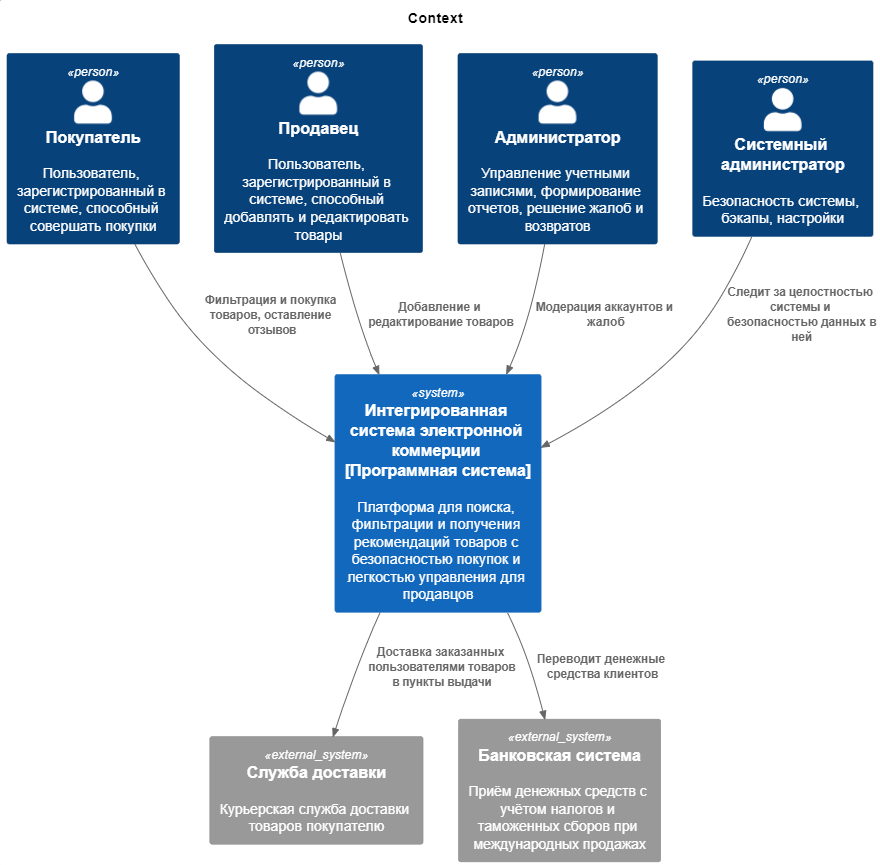 Context
«person»
Покупатель
Пользователь,
зарегистрированный в
системе, способный
совершать покупки
«person»
Продавец
Пользователь,
зарегистрированный в
системе, способный
добавлять и редактировать
товары
«person»
Администратор
Управление учетными
записями, формирование
отчетов, решение жалоб и
возвратов
«person»
Системный
администратор
Безопасность системы,
бэкапы, настройки
Фильтрация и покупка
товаров, оставление
отзывов
Добавление и
редактирование товаров
Модерация аккаунтов и
жалоб
Следит за целостностью
системы и
безопасностью данных в
ней
«system»
Интегрированная
система электронной
коммерции
[Программная система]
Платформа для поиска,
фильтрации и получения
рекомендаций товаров с
безопасностью покупок и
легкостью управления для
продавцов
Доставка заказанных
пользователями товаров
в пункты выдачи
Переводит денежные
средства клиентов
«external_system»
Служба доставки
Курьерская служба доставки
товаров покупателю
«external_system»
Банковская система
Приём денежных средств с
учётом налогов и
таможенных сборов при
международных продажах